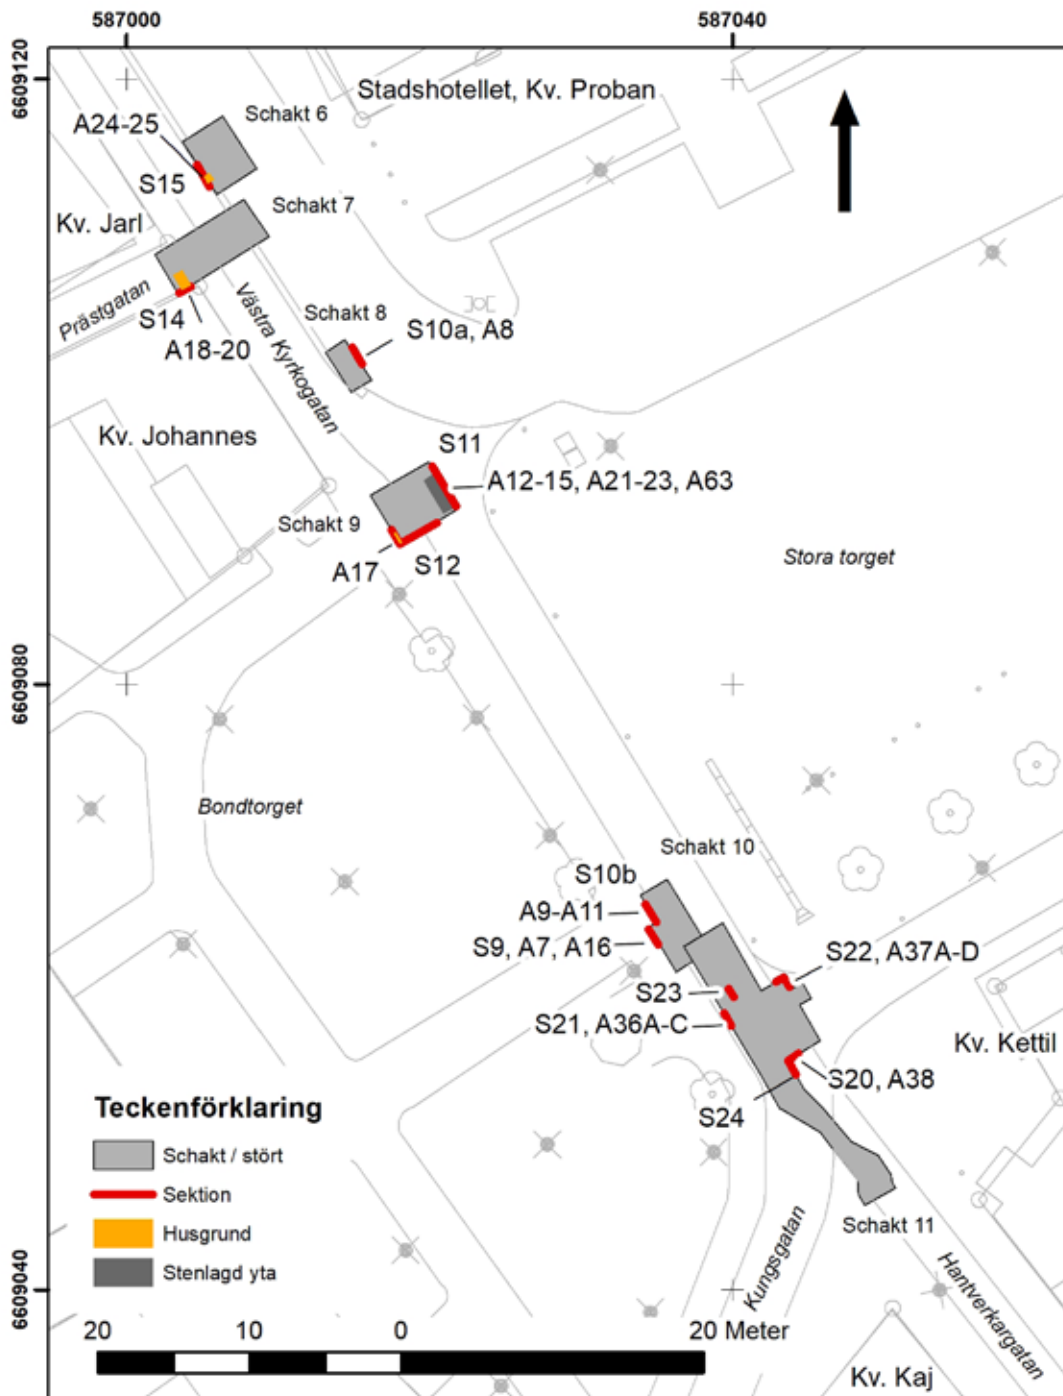 587000
587040
6609120
Stadshotellet, Kv. Proban
Schakt 6
A24-25
S15
Schakt 7
Kv. Jarl
Prästgatan
S14
A18-20
Västra Kyrkogatan
Schakt 8
S10a, A8
Kv. Johannes
S11
A12-15, A21-23, A63
Schakt 9
A17
S12
Stora torget
6609080
Bondtorget
Schakt 10
S10b
A9-A11
S9, A7, A16
S22, A37A-D
S23
S21, A36A-C
Kv. Kettil
S20, A38
S24
Teckenförklaring
Schakt / stört
Sektion
Husgrund
Stenlagd yta
Schakt 11
Kungsgatan
Hantverkargatan
6609040
20
10
0
20 Meter
Kv. Kaj